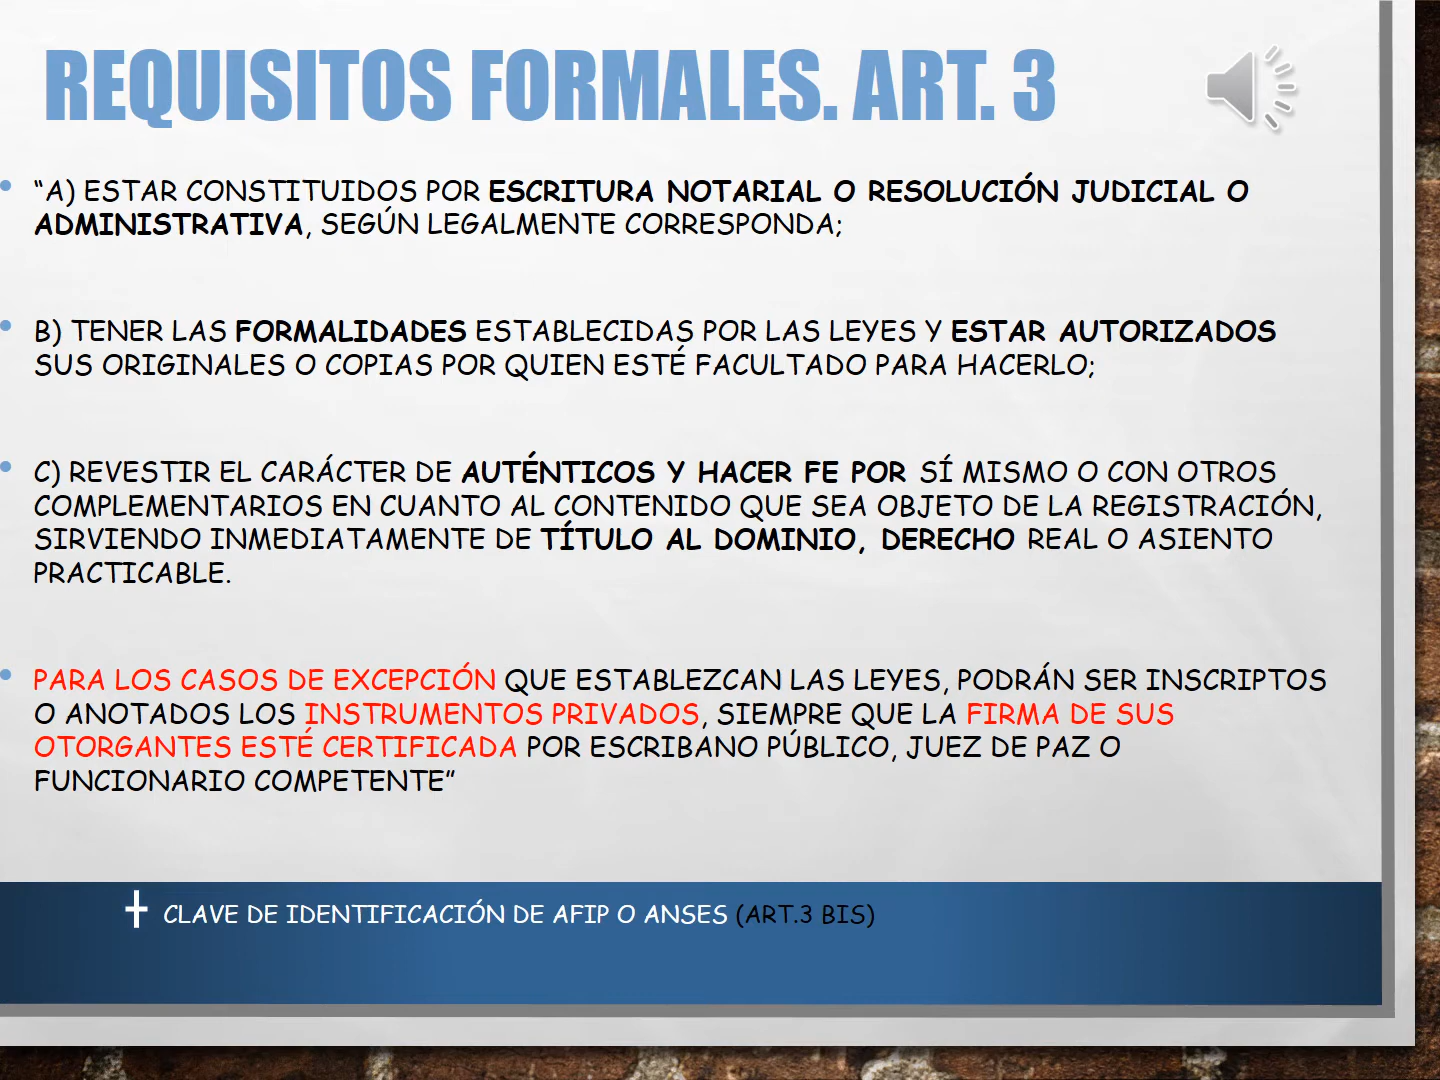 REQUISITOS FORMALES. ART. 3
• “A) ESTAR CONSTITUIDOS POR ESCRITURA NOTARIAL O RESOLUCIÓN JUDICIAL O
ADMINISTRATIVA, SEGÚN LEGALMENTE CORRESPONDA;
• B) TENER LAS FORMALIDADES ESTABLECIDAS POR LAS LEYES Y ESTAR AUTORIZADOS
SUS ORIGINALES O COPIAS POR QUIEN ESTÉ FACULTADO PARA HACERLO;
• C) REVESTIR EL CARÁCTER DE AUTÉNTICOS Y HACER FE POR SÍ MISMO O CON OTROS
COMPLEMENTARIOS EN CUANTO AL CONTENIDO QUE SEA OBJETO DE LA REGISTRACIÓN,
SIRVIENDO INMEDIATAMENTE DE TÍTULO AL DOMINIO, DERECHO REAL O ASIENTO
PRACTICABLE.
• PARA LOS CASOS DE EXCEPCIÓN QUE ESTABLEZCAN LAS LEYES, PODRÁN SER INSCRIPTOS
O ANOTADOS LOS INSTRUMENTOS PRIVADOS, SIEMPRE QUE LA FIRMA DE SUS
OTORGANTES ESTÉ CERTIFICADA POR ESCRIBANO PÚBLICO, JUEZ DE PAZ O
FUNCIONARIO COMPETENTE”
+ CLAVE DE IDENTIFICACIÓN DE AFIP O ANSES (ART.3 BIS)